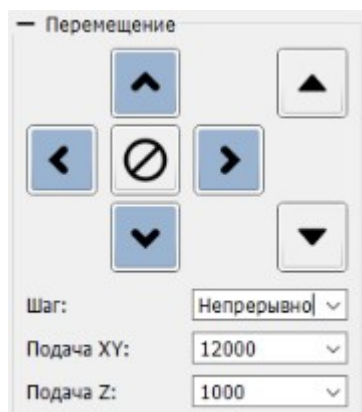 Перемещение
Шаг: Непрерывно
Подача XY: 12000
Подача Z: 1000